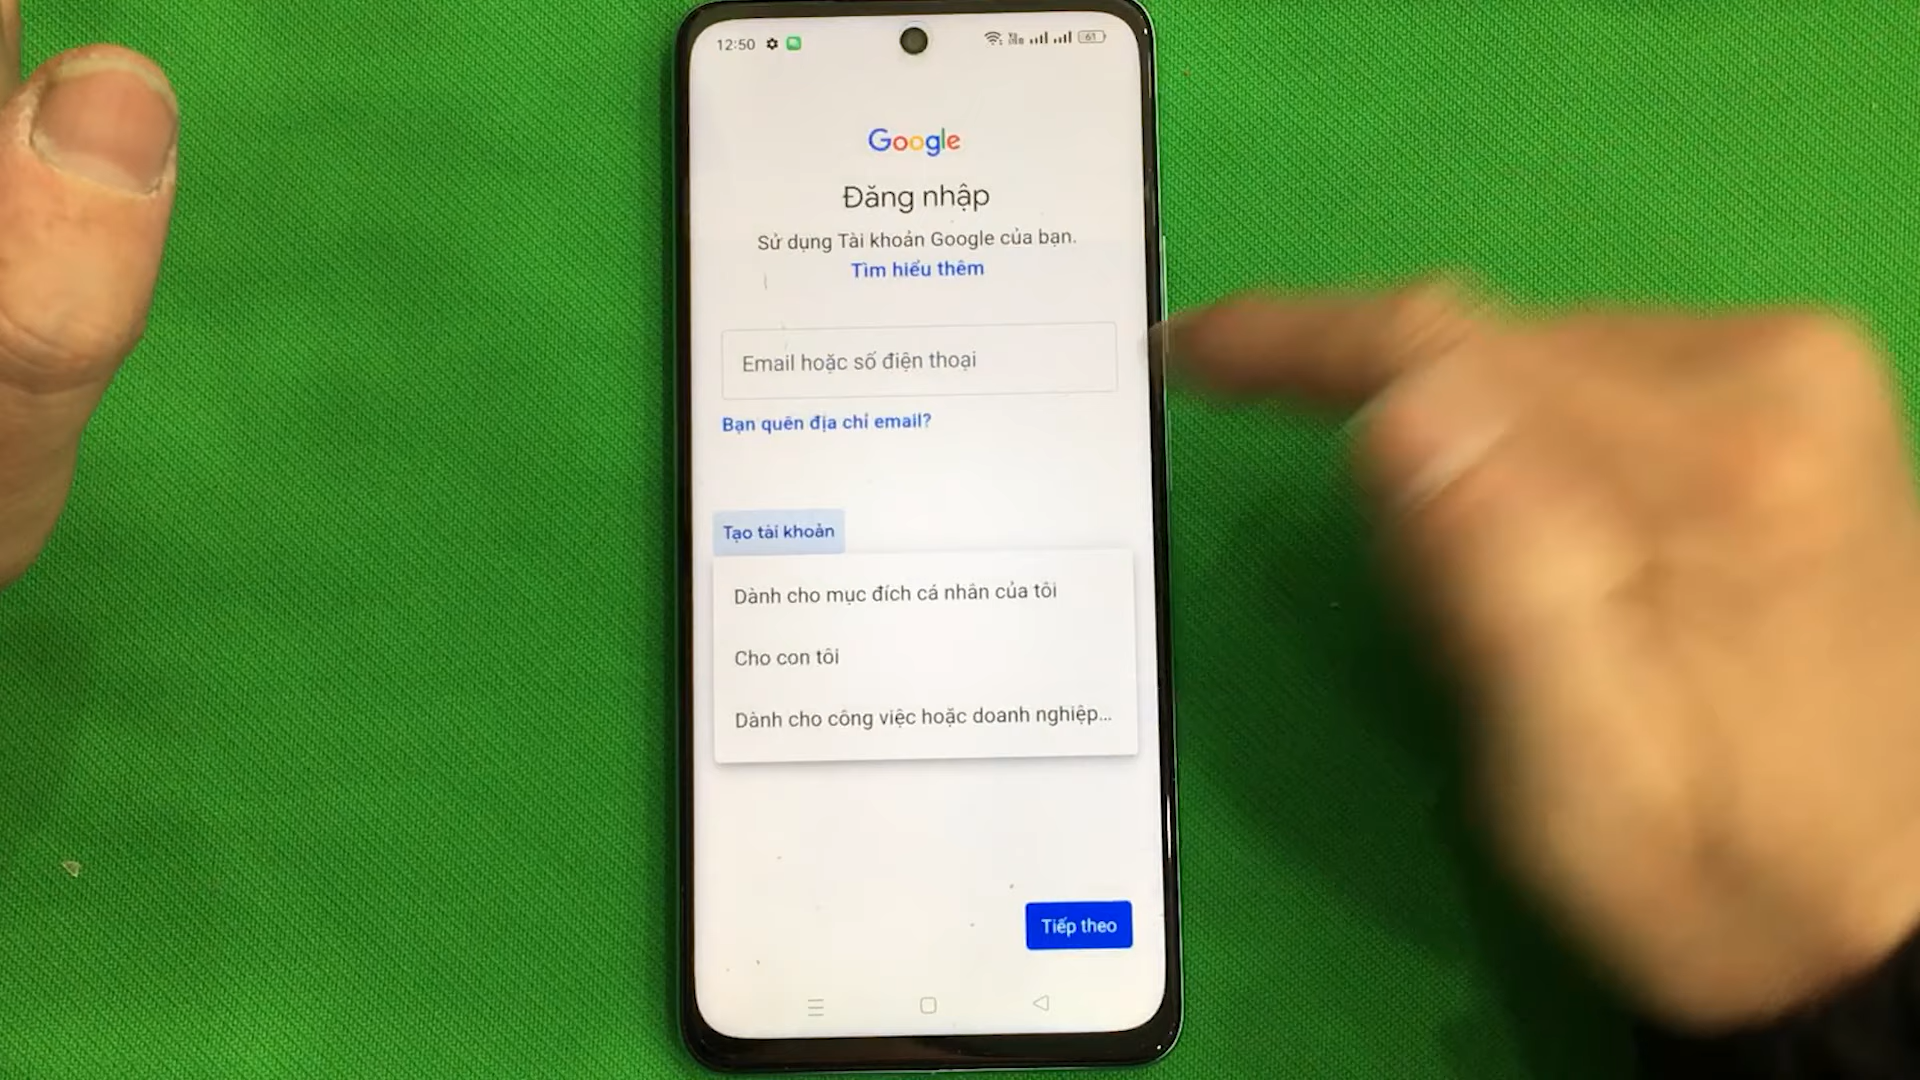 12:50
61
Google
Đăng nhập
Sử dụng Tài khoản Google của bạn.
Tìm hiểu thêm
Email hoặc số điện thoại
Bạn quên địa chỉ email?
Tạo tài khoản
Dành cho mục đích cá nhân của tôi
Cho con tôi
Dành cho công việc hoặc doanh nghiệp...
Tiếp theo